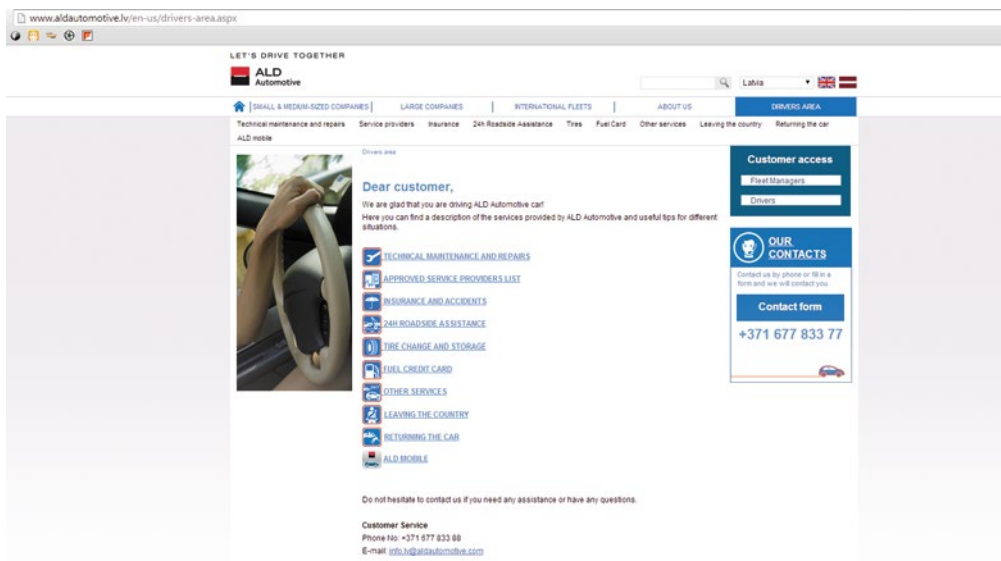 www.aldautomotive.lv/en-us/drivers-area.aspx
LET'S DRIVE TOGETHER
ALD
Automotive
Latvia
SMALL & MEDIUM-SIZED COMPANIES | LARGE COMPANIES | INTERNATIONAL FLEETS | ABOUT US DRIVERS AREA
Technical maintenance and repairs Service providers Insurance 24h Roadside Assistance Tires Fuel Card Other services Leaving the country Returning the car
ALD mobile
Drivers area
Dear customer,
We are glad that you are driving ALD Automotive car!
Here you can find a description of the services provided by ALD Automotive and useful tips for different
situations.
TECHNICAL MAINTENANCE AND REPAIRS
APPROVED SERVICE PROVIDERS LIST
INSURANCE AND ACCIDENTS
24H ROADSIDE ASSISTANCE
TIRE CHANGE AND STORAGE
FUEL CREDIT CARD
OTHER SERVICES
LEAVING THE COUNTRY
RETURNING THE CAR
ALD MOBILE
Do not hesitate to contact us if you need any assistance or have any questions.
Customer Service
Phone No: +371 677 833 88
E-mail: info.lv@aldautomotive.com
Customer access
Fleet Managers
Drivers
OUR
CONTACTS
Contact us by phone or fill in a
form and we will contact you
Contact form
+371 677 833 77